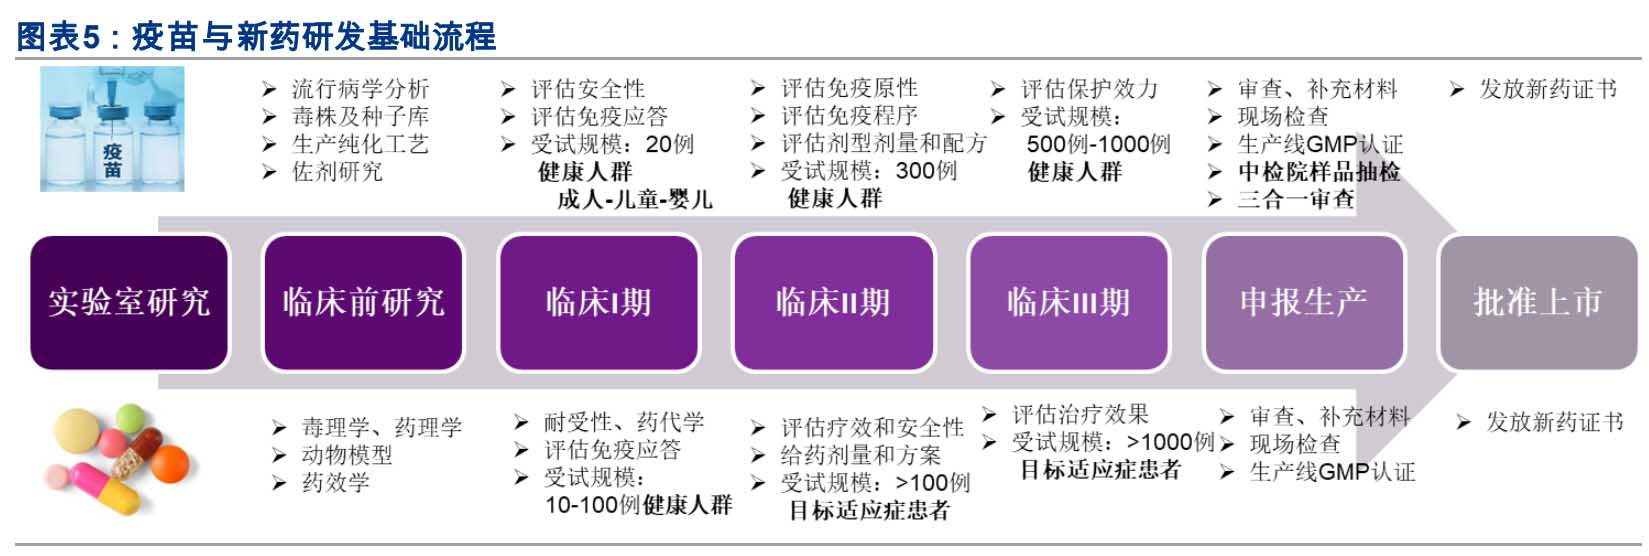 图表5：疫苗与新药研发基础流程
疫苗
流行病学分析
毒株及种子库
生产纯化工艺
佐剂研究
评估安全性
评估免疫应答
受试规模：20例
健康人群
成人-儿童-婴儿
评估免疫原性
评估免疫程序
评估剂型剂量和配方
受试规模：300例
健康人群
评估保护效力
受试规模：
500例-1000例
健康人群
审查、补充材料
现场检查
生产线GMP认证
中检院样品抽检
三合一审查
发放新药证书
实验室研究
临床前研究
临床I期
临床II期
临床III期
申报生产
批准上市
毒理学、药理学
动物模型
药效学
耐受性、药代学
评估免疫应答
受试规模：
10-100例健康人群
评估疗效和安全性
给药剂量和方案
受试规模：>100例
目标适应症患者
评估治疗效果
受试规模：>1000例
目标适应症患者
审查、补充材料
现场检查
生产线GMP认证
发放新药证书